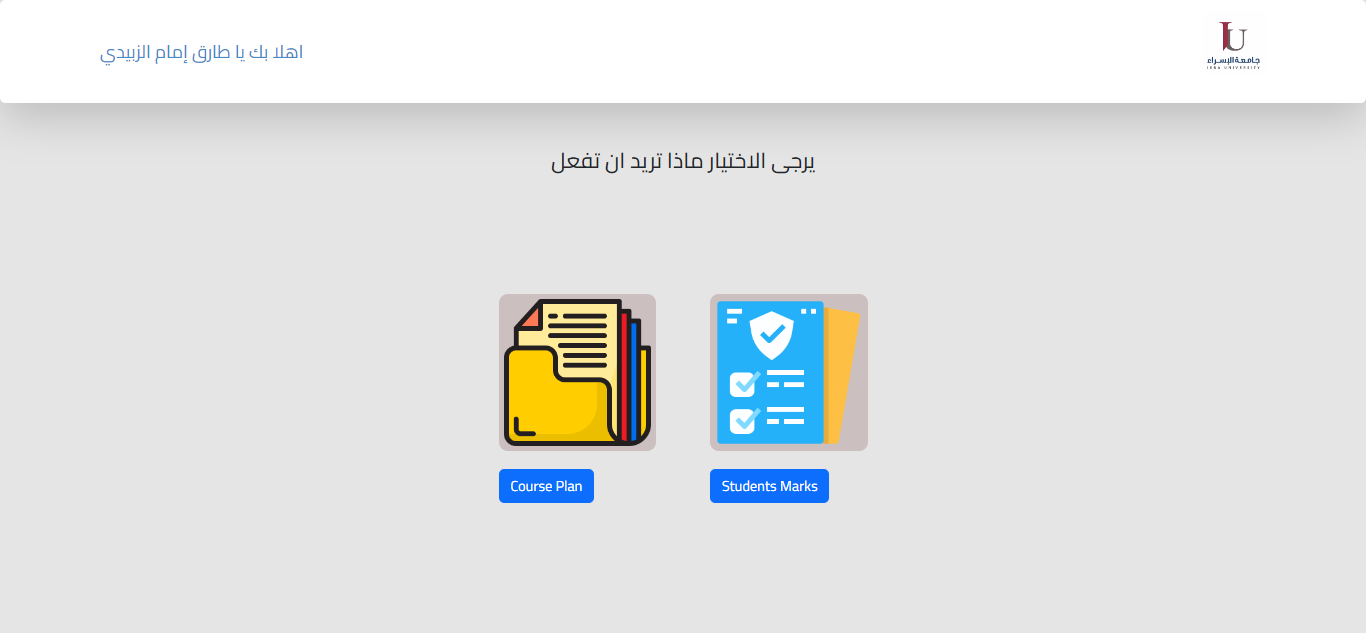 جامعة الإسراء
ISRA UNIVERSITY
اهلا بك يا طارق إمام الزبيدي
يرجى الاختيار ماذا تريد ان تفعل
Course Plan
Students Marks